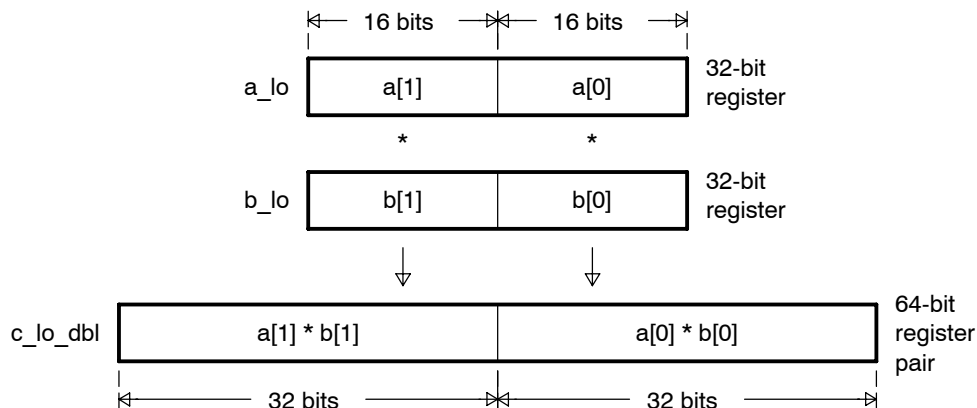 16 bits 16 bits
a_lo a[1] a[0] 32-bit register
* *
b_lo b[1] b[0] 32-bit register
c_lo_dbl a[1] * b[1] a[0] * b[0] 64-bit register pair
32 bits 32 bits